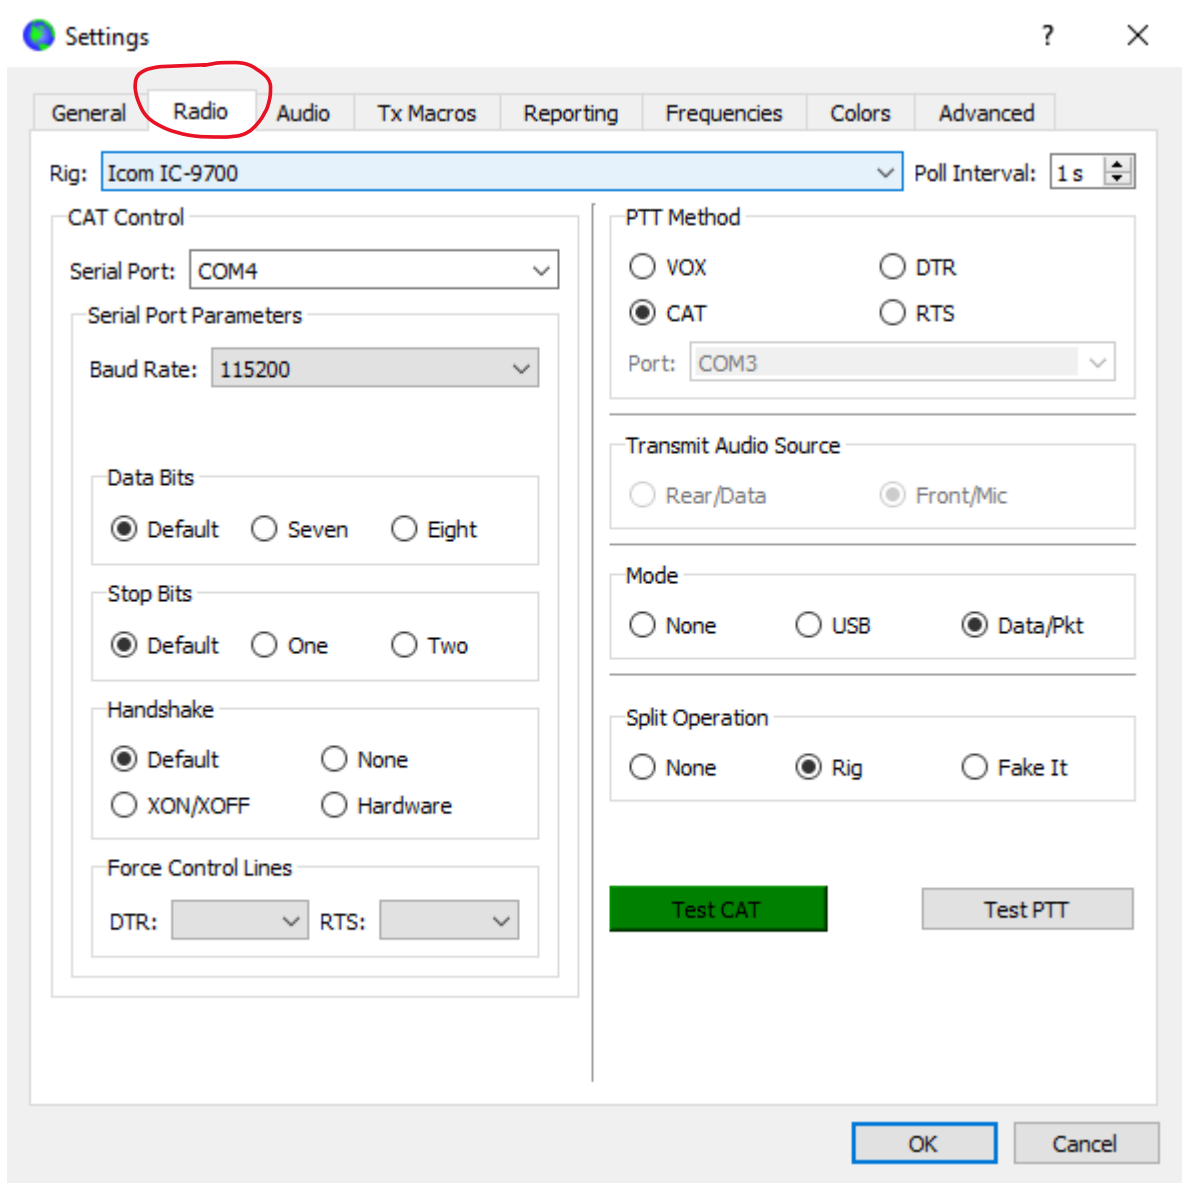 Settings
?
General Radio Audio Tx Macros Reporting Frequencies Colors Advanced
Rig: Icom IC-9700 Poll Interval: 1 s
CAT Control
Serial Port: COM4
Serial Port Parameters
Baud Rate: 115200
Data Bits
Default Seven Eight
Stop Bits
Default One Two
Handshake
Default None
XON/XOFF Hardware
Force Control Lines
DTR: RTS:
PTT Method
VOX DTR
CAT RTS
Port: COM3
Transmit Audio Source
Rear/Data Front/Mic
Mode
None USB Data/Pkt
Split Operation
None Rig Fake It
Test CAT Test PTT
OK Cancel